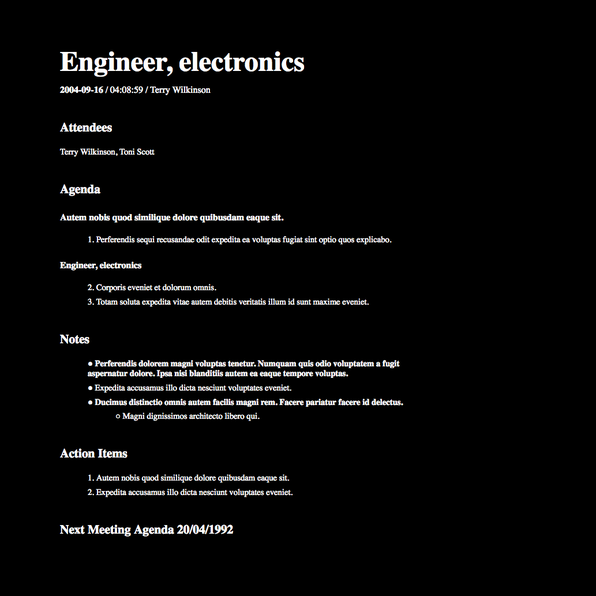 Engineer, electronics
2004-09-16 / 04:08:59 / Terry Wilkinson
Attendees
Terry Wilkinson, Toni Scott
Agenda
Autem nobis quod similique dolore quibusdam eaque sit.
1. Perferendis sequi recusandae odit expedita ea voluptas fugiat sint optio quos explicabo.
Engineer, electronics
2. Corporis eveniet et dolorum omnis.
3. Totam soluta expedita vitae autem debitis veritatis illum id sunt maxime eveniet.
Notes
● Perferendis dolorem magni voluptas tenetur. Numquam quis odio voluptatem a fugit
aspernatur dolore. Ipsa nisi blanditiis autem ea eaque tempore voluptas.
● Expedita accusamus illo dicta nesciunt voluptates eveniet.
● Ducimus distinctio omnis autem facilis magni rem. Facere pariatur facere id delectus.
○ Magni dignissimos architecto libero qui.
Action Items
1. Autem nobis quod similique dolore quibusdam eaque sit.
2. Expedita accusamus illo dicta nesciunt voluptates eveniet.
Next Meeting Agenda 20/04/1992